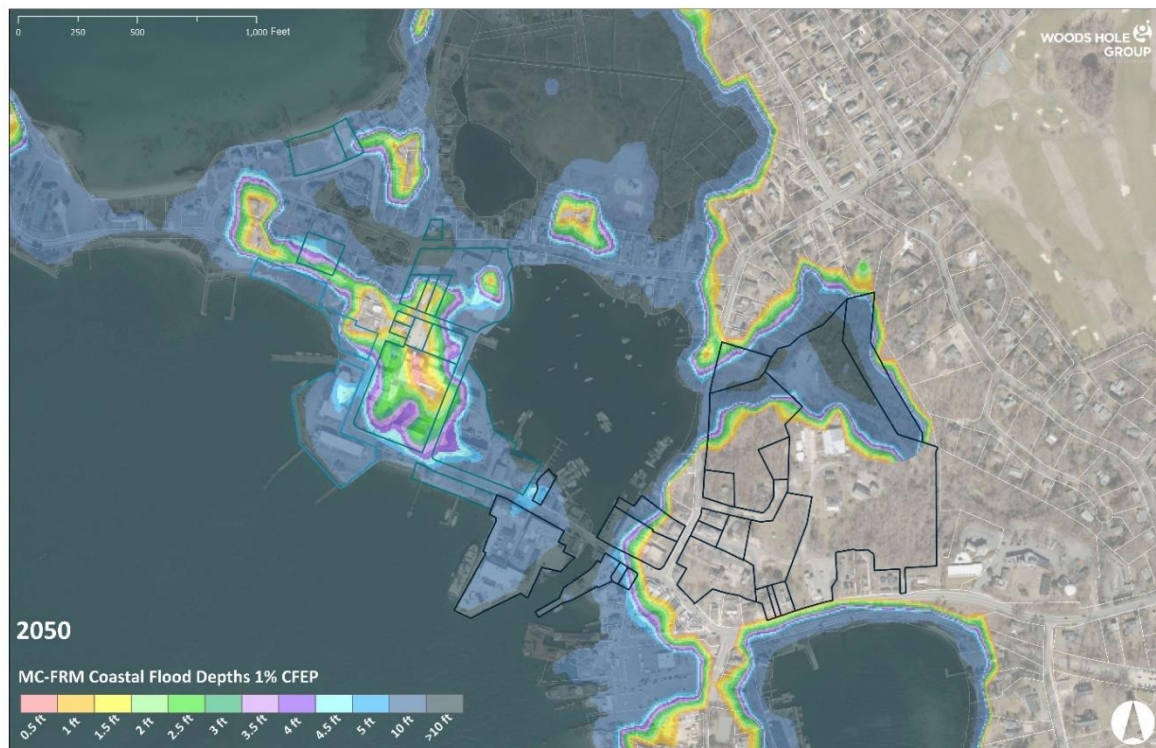 0 250 500 1,000 Feet
WOODS HOLE
GROUP
2050
MC-FRM Coastal Flood Depths 1% CFEP
0.5 ft 1 ft 1.5 ft 2 ft 2.5 ft 3 ft 3.5 ft 4 ft 4.5 ft 5 ft 10 ft >10 ft